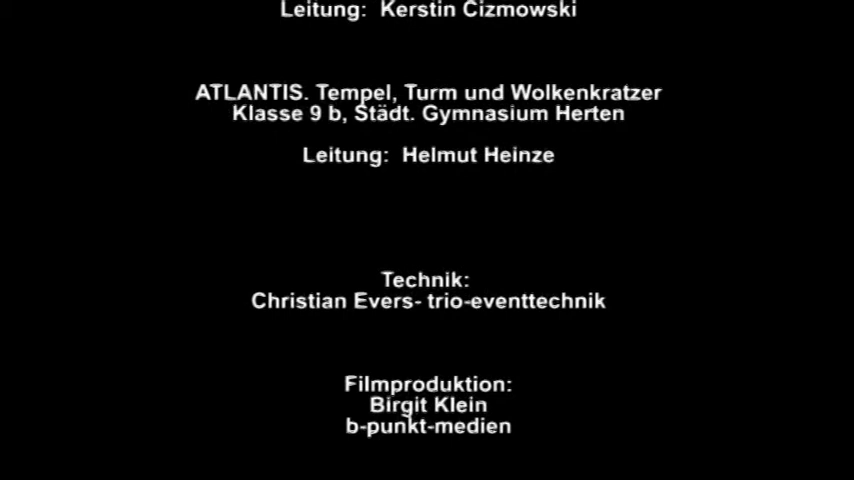 Leitung: Kerstin Cizmowski
ATLANTIS. Tempel, Turm und Wolkenkratzer
Klasse 9 b, Städt. Gymnasium Herten
Leitung: Helmut Heinze
Technik:
Christian Evers- trio-eventtechnik
Filmproduktion:
Birgit Klein
b-punkt-medien